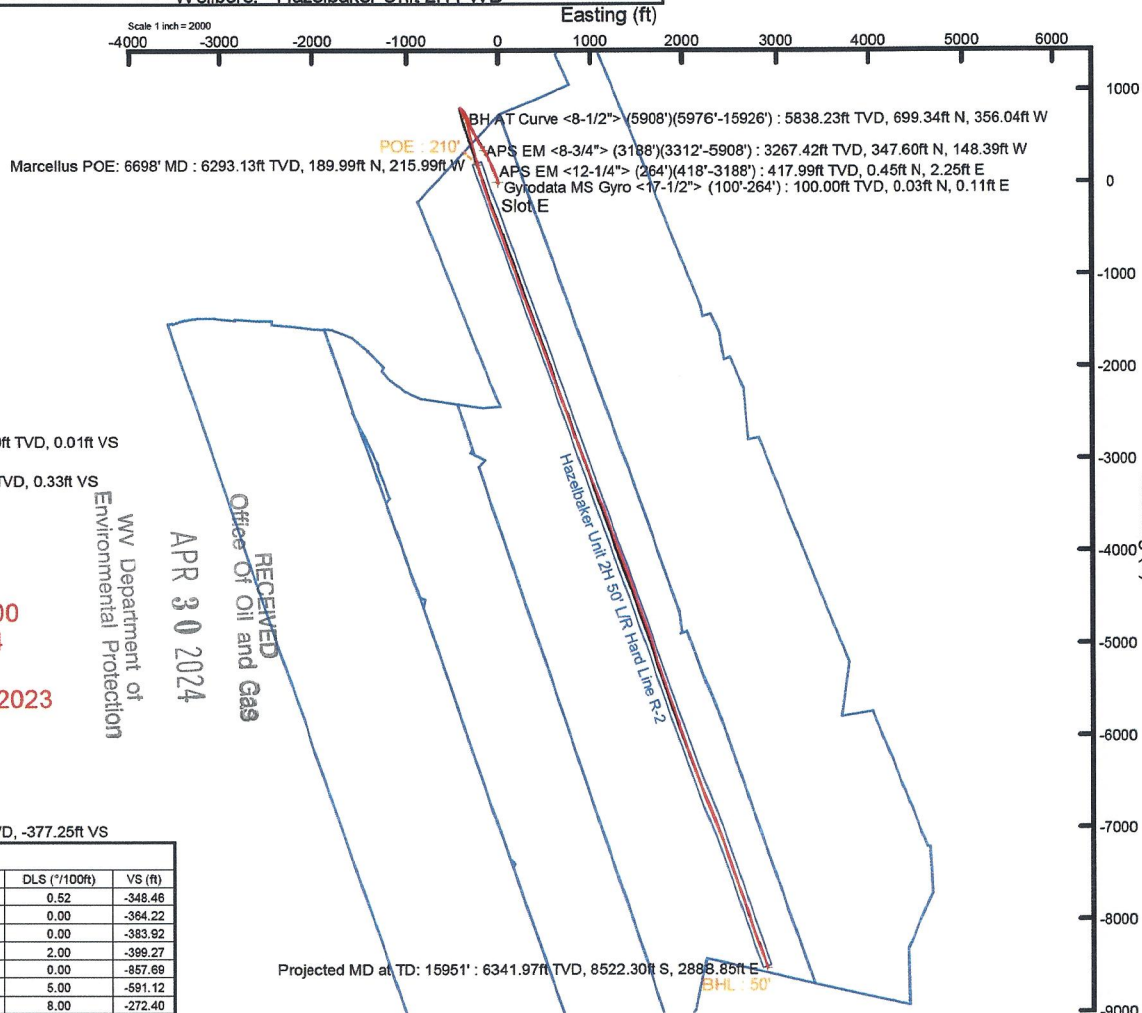 Easting (ft)
Scale 1 inch = 2000
-4000 -3000 -2000 -1000 0 1000 2000 3000 4000 5000 6000
1000
BH AT Curve <8-1/2"> (5908')(5976'-15926') : 5838.23ft TVD, 699.34ft N, 356.04ft W
POE : 210'
APS EM <8-3/4"> (3188')(3312'-5908') : 3267.42ft TVD, 347.60ft N, 148.39ft W
Marcellus POE: 6698' MD : 6293.13ft TVD, 189.99ft N, 215.99ft W
APS EM <12-1/4"> (264')(418'-3188') : 417.99ft TVD, 0.45ft N, 2.25ft E
0
Gyrodata MS Gyro <17-1/2"> (100'-264') : 100.00ft TVD, 0.03ft N, 0.11ft E
Slot E
-1000
-2000
-3000
ft TVD, 0.01ft VS
TVD, 0.33ft VS
Hazelbaker Unit 2H 50' L/R Hard Line R-2
RECEIVED
Office Of Oil and Gas
APR 30 2024
WV Department of
Environmental Protection
-4000
-5000
00
2023
-6000
-7000
VD, -377.25ft VS
DLS (°/100ft) VS (ft)
0.52 -348.46
0.00 -364.22
0.00 -383.92
2.00 -399.27
0.00 -857.69
5.00 -591.12
8.00 -272.40
-8000
Projected MD at TD: 15951' : 6341.97ft TVD, 8522.30ft S, 2888.85ft E
BHL : 50'
-9000